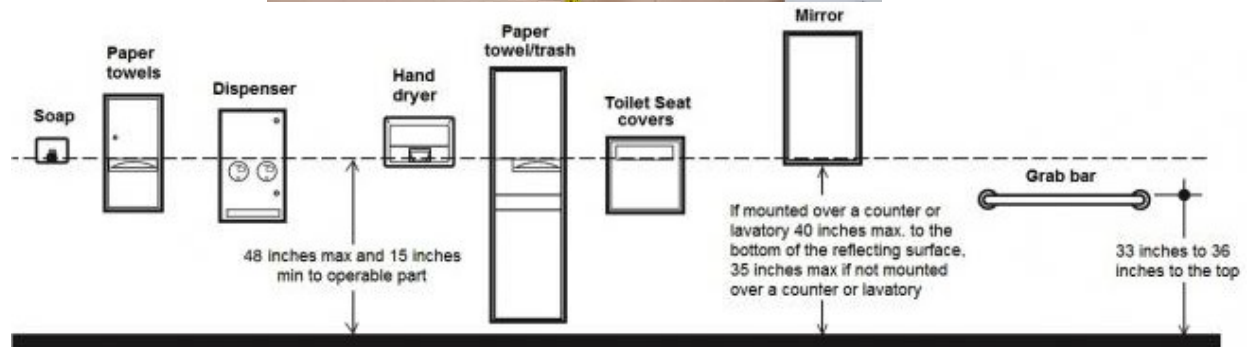 Soap
Paper
towels
Dispenser
Hand
dryer
Paper
towel/trash
Toilet Seat
covers
Mirror
Grab bar
48 inches max and 15 inches
min to operable part
If mounted over a counter or
lavatory 40 inches max. to the
bottom of the reflecting surface,
35 inches max if not mounted
over a counter or lavatory
33 inches to 36
inches to the top